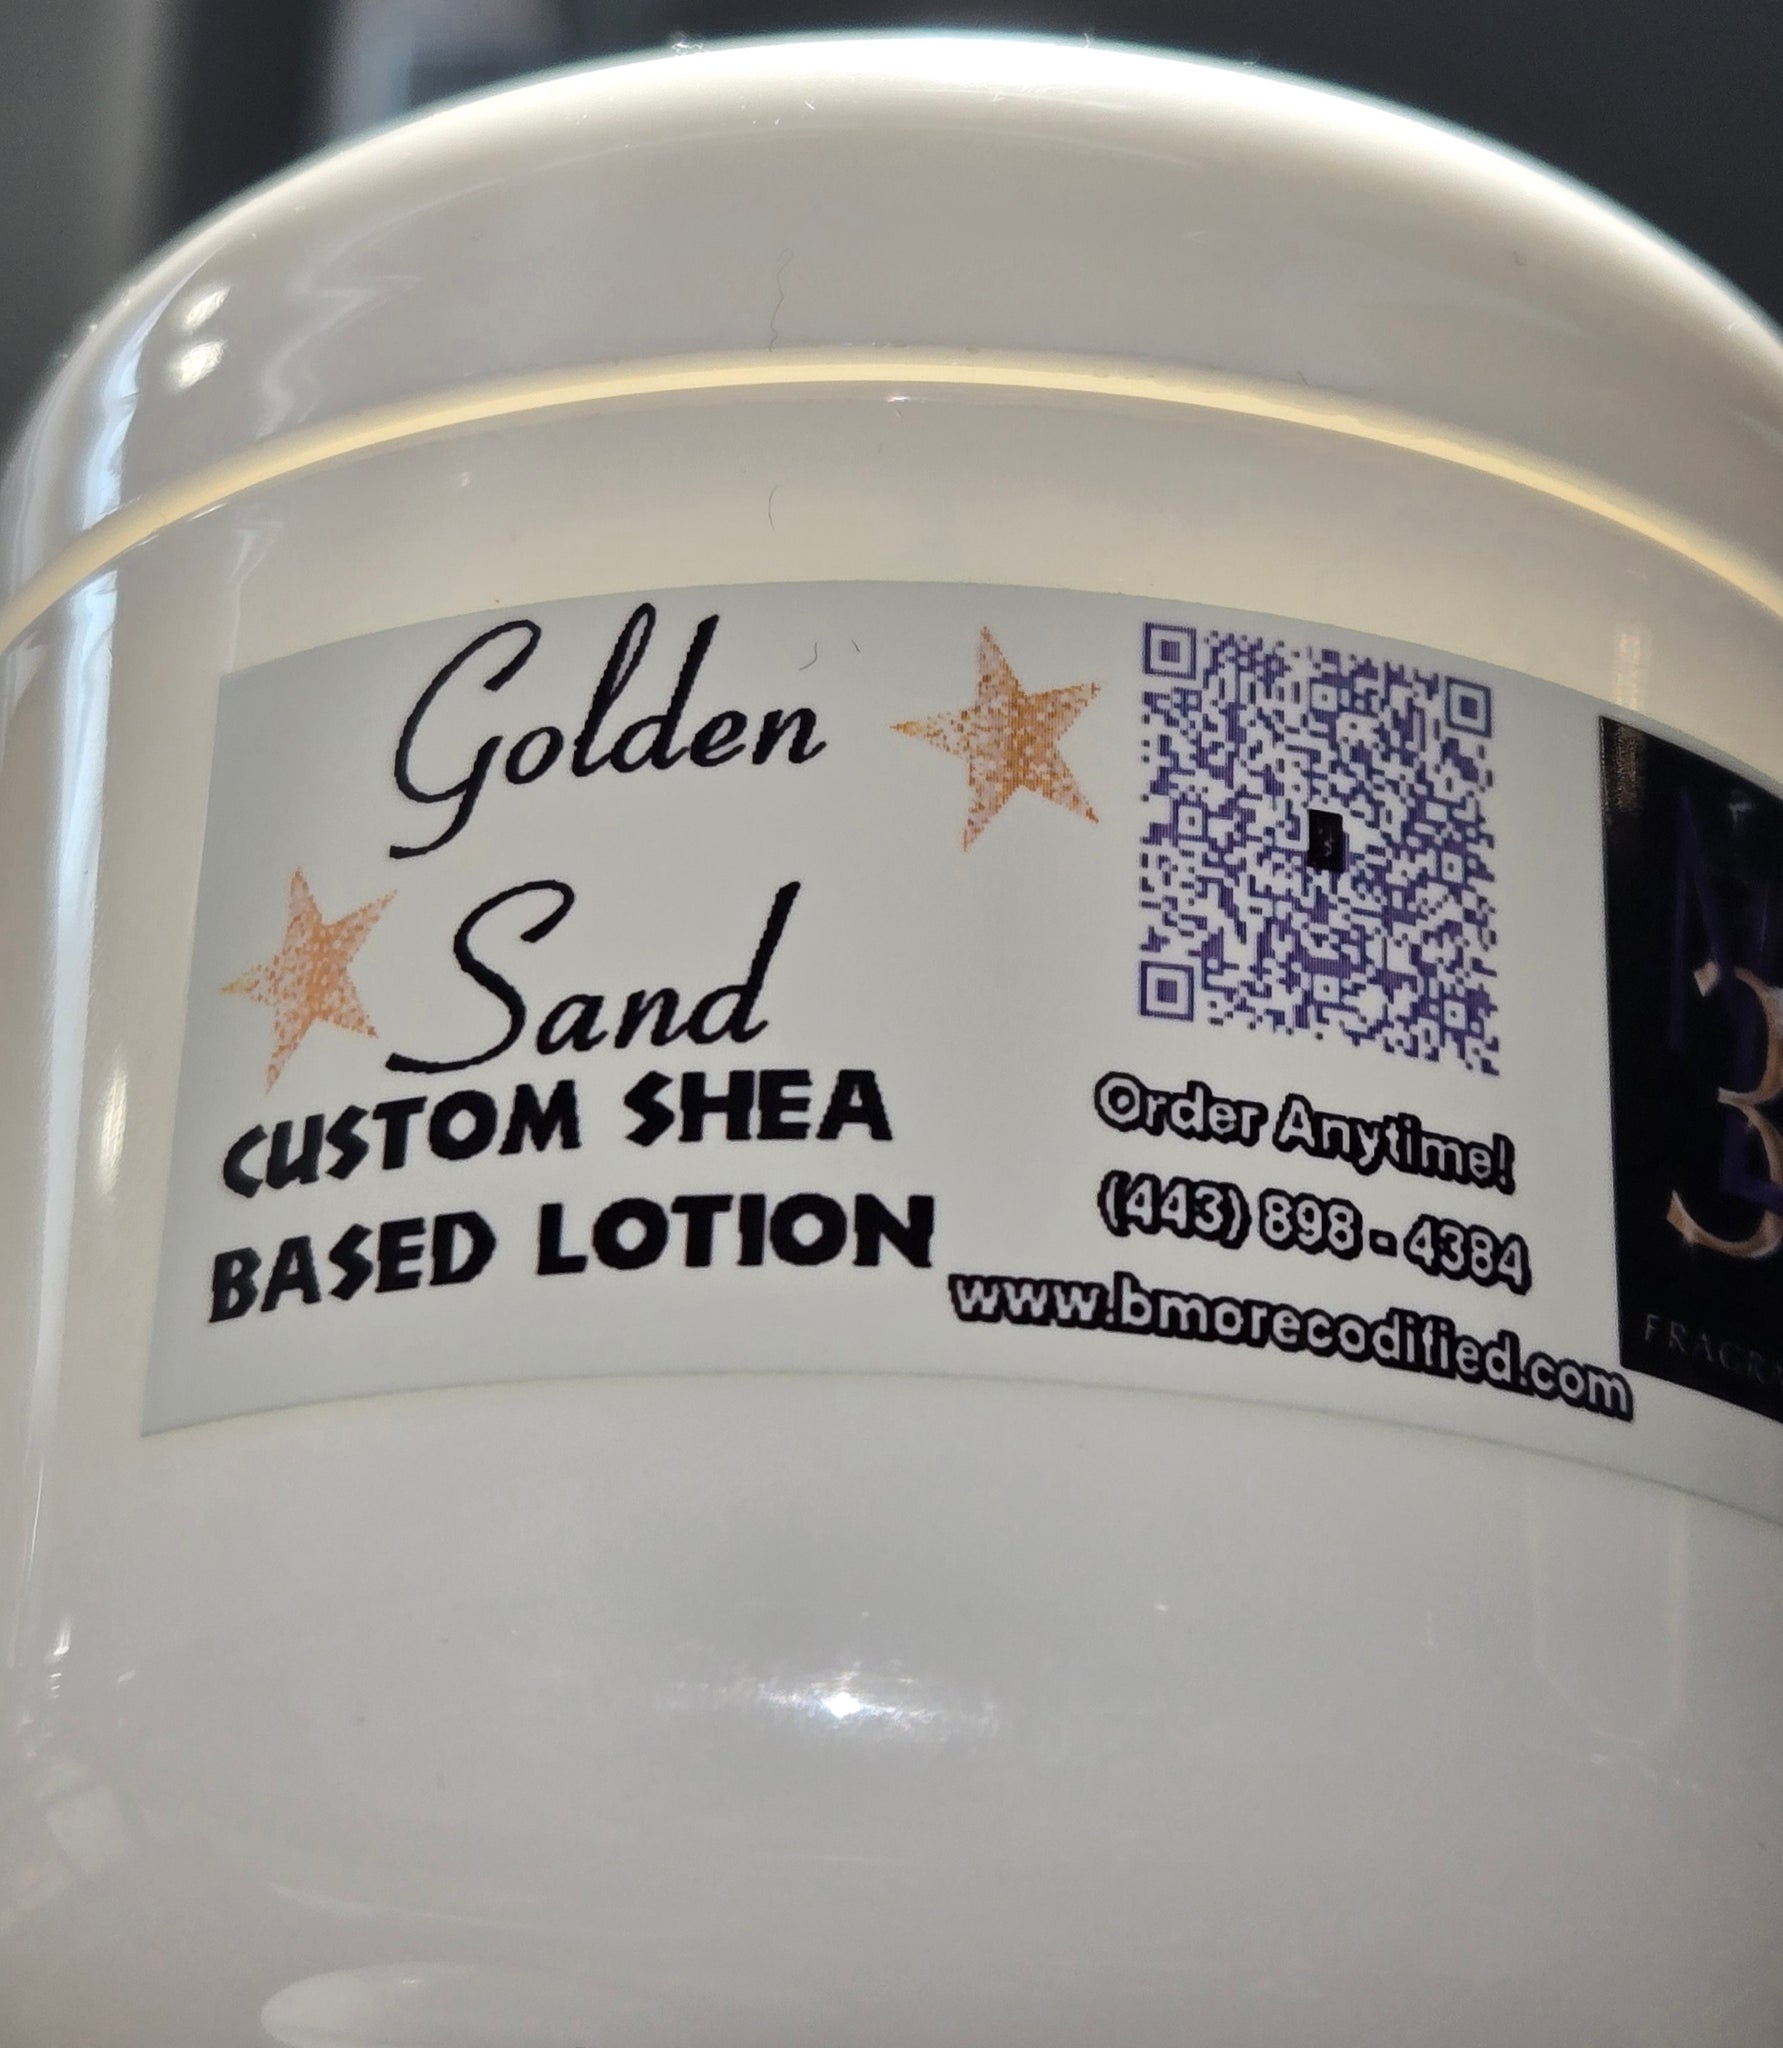 Golden
Sand
CUSTOM SHEA
BASED LOTION
Order Anytime!
(443) 898 - 4384
www.bmorecodified.com